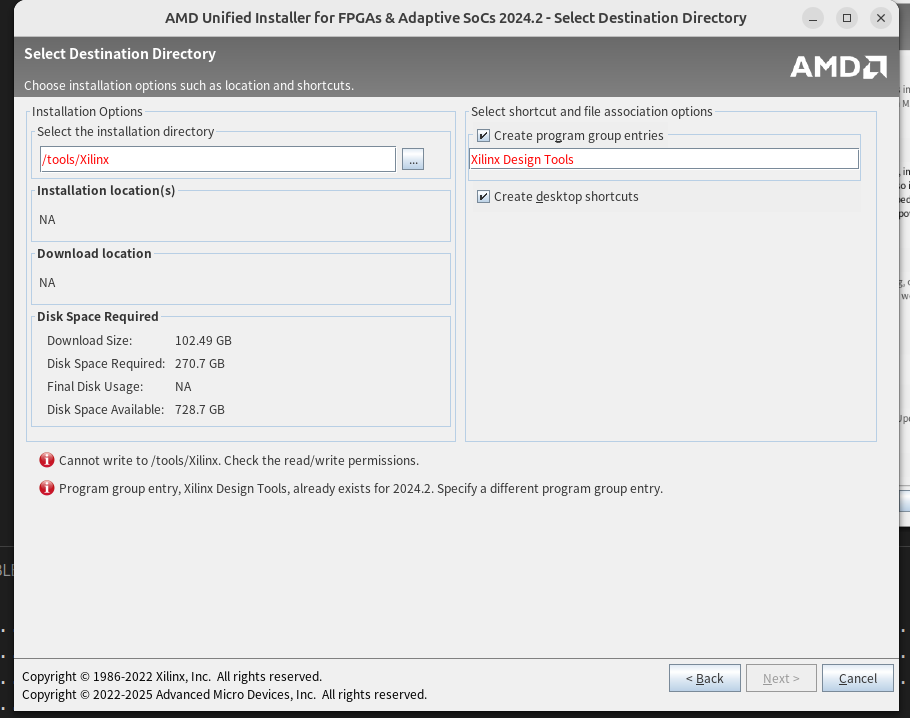 AMD Unified Installer for FPGAs & Adaptive SoCs 2024.2 - Select Destination Directory
Select Destination Directory
Choose installation options such as location and shortcuts.
AMD
Installation Options
Select the installation directory
/tools/Xilinx
...
Installation location(s)
NA
Download location
NA
Disk Space Required
Download Size: 102.49 GB
Disk Space Required: 270.7 GB
Final Disk Usage: NA
Disk Space Available: 728.7 GB
Select shortcut and file association options
Create program group entries
Xilinx Design Tools
Create desktop shortcuts
Cannot write to /tools/Xilinx. Check the read/write permissions.
Program group entry, Xilinx Design Tools, already exists for 2024.2. Specify a different program group entry.
Copyright © 1986-2022 Xilinx, Inc. All rights reserved.
Copyright © 2022-2025 Advanced Micro Devices, Inc. All rights reserved.
< Back
Next >
Cancel